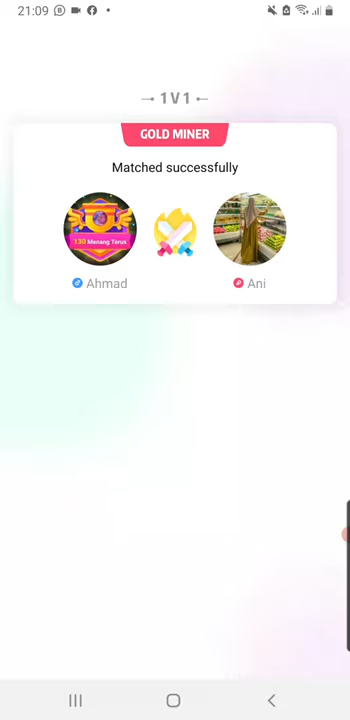 21:09
1V1
GOLD MINER
Matched successfully
130 Menang Terus
Ahmad
Ani